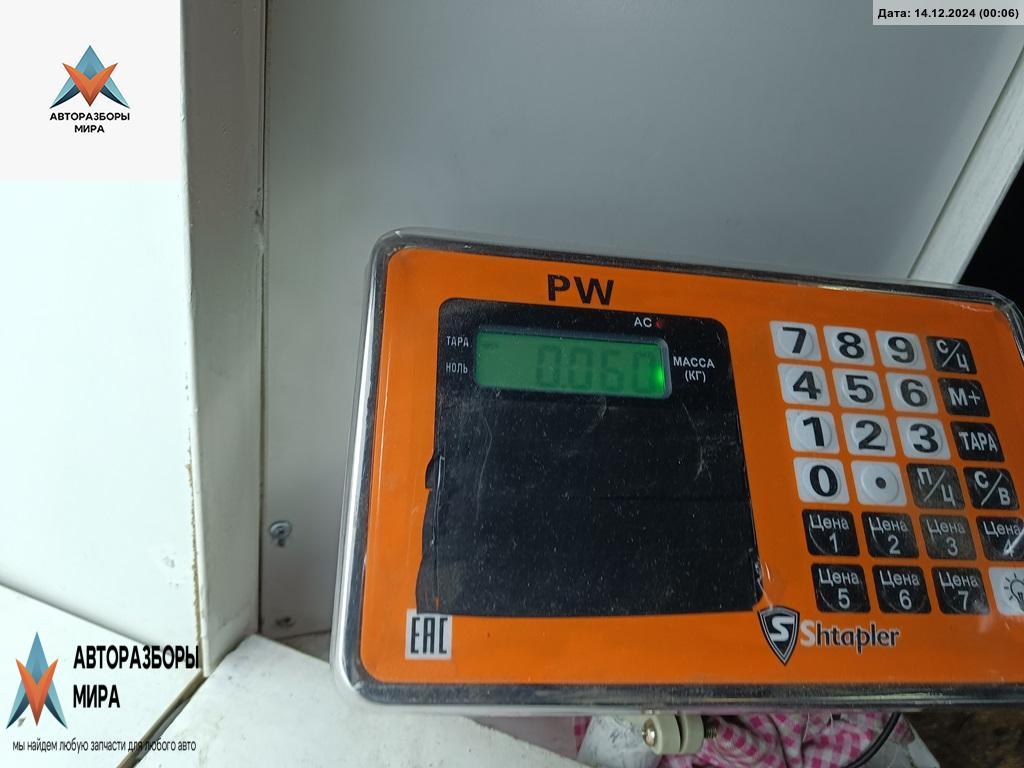 Дата: 14.12.2024 (00:06)
АВТОРАЗБОРЫ
МИРА
PW
AC
ТАРА
НОЛЬ
0.060
МАССА
(КГ)
7 8 9 С/Ц
4 5 6 М+
1 2 3 ТАРА
0 • П/Ц С/В
Цена 1 Цена 2 Цена 3 Цена 4
Цена 5 Цена 6 Цена 7
EAC
S Shtapler
АВТОРАЗБОРЫ
МИРА
мы найдем любую запчасти для любого авто